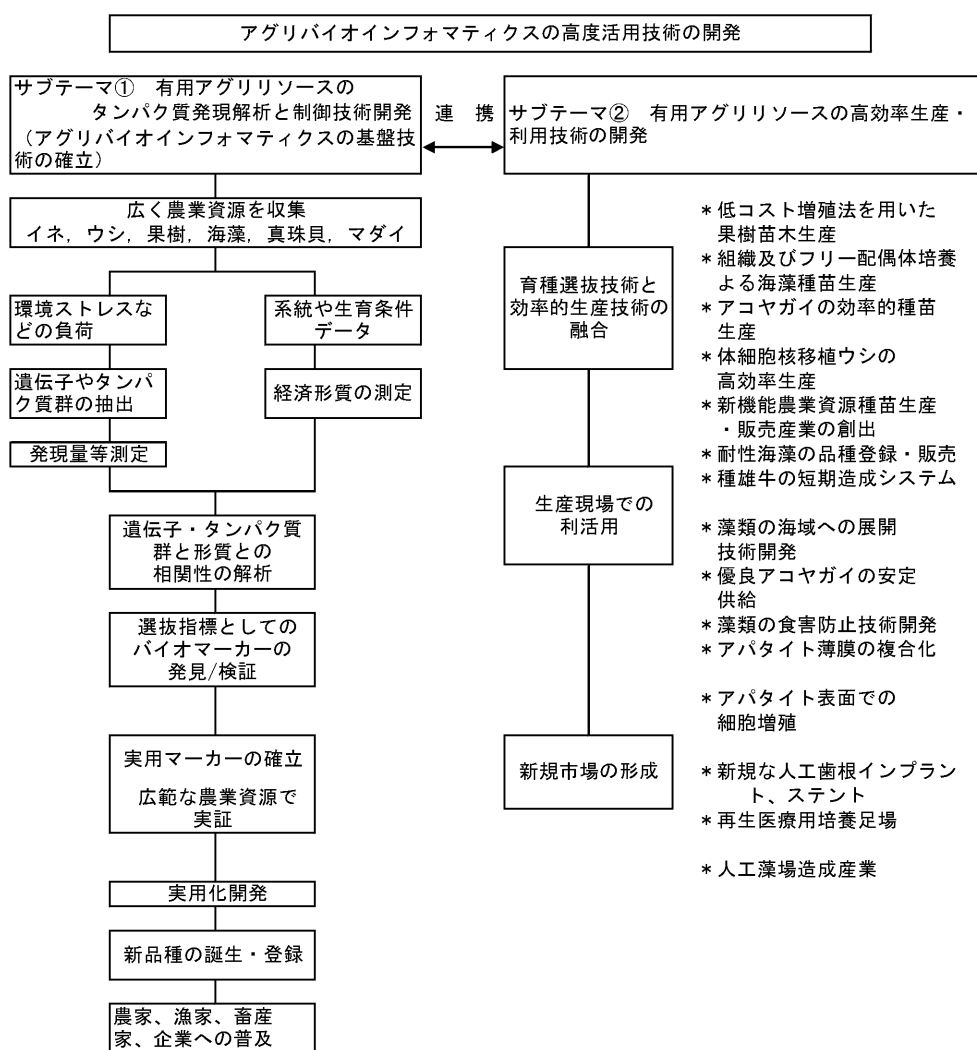 アグリバイオインフォマティクスの高度活用技術の開発
サブテーマ① 有用アグリリソースの
タンパク質発現解析と制御技術開発
(アグリバイオインフォマティクスの基盤技
術の確立)
連 携
サブテーマ② 有用アグリリソースの高効率生産・
利用技術の開発
広く農業資源を収集
イネ, ウシ, 果樹, 海藻, 真珠貝, マダイ
環境ストレスな
どの負荷
系統や生育条件
データ
遺伝子やタンパ
ク質群の抽出
経済形質の測定
発現量等測定
遺伝子・タンパク質
群と形質との
相関性の解析
選抜指標としての
バイオマーカーの
発見/検証
実用マーカーの確立
広範な農業資源で
実証
実用化開発
新品種の誕生・登録
農家、漁家、畜産
家、企業への普及
育種選抜技術と
効率的生産技術の
融合
生産現場での
利活用
新規市場の形成
*低コスト増殖法を用いた
果樹苗木生産
*組織及びフリー配偶体培養
よる海藻種苗生産
*アコヤガイの効率的種苗
生産
*体細胞核移植ウシの
高効率生産
*新機能農業資源種苗生産
・販売産業の創出
*耐性海藻の品種登録・販売
*種雄牛の短期造成システム
*藻類の海域への展開
技術開発
*優良アコヤガイの安定
供給
*藻類の食害防止技術開発
*アパタイト薄膜の複合化
*アパタイト表面での
細胞増殖
*新規な人工歯根インプラン
ト、ステント
*再生医療用培養足場
*人工藻場造成産業